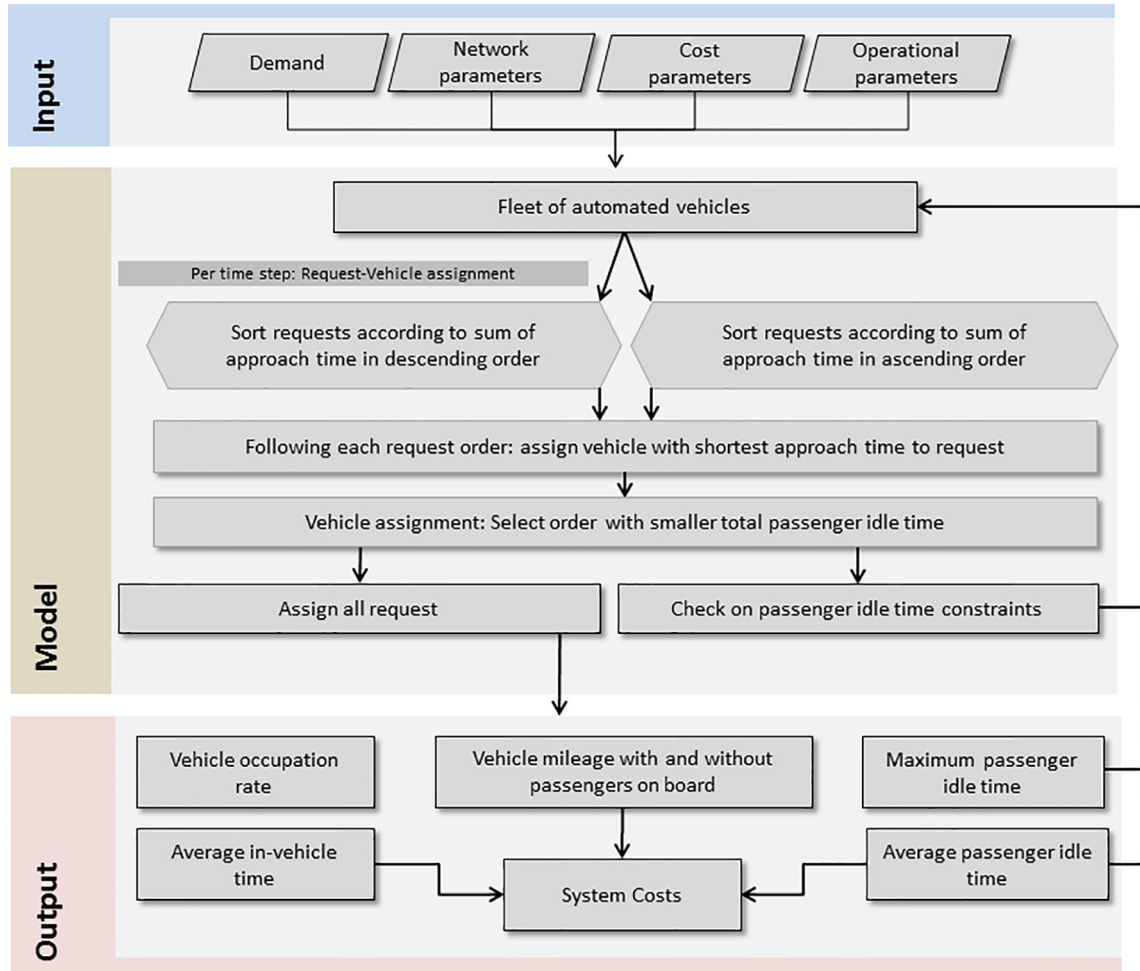 Input
Demand
Network
parameters
Cost
parameters
Operational
parameters
Model
Fleet of automated vehicles
Per time step: Request-Vehicle assignment
Sort requests according to sum of
approach time in descending order
Sort requests according to sum of
approach time in ascending order
Following each request order: assign vehicle with shortest approach time to request
Vehicle assignment: Select order with smaller total passenger idle time
Assign all request
Check on passenger idle time constraints
Output
Vehicle occupation
rate
Vehicle mileage with and without
passengers on board
Maximum passenger
idle time
Average in-vehicle
time
System Costs
Average passenger idle
time